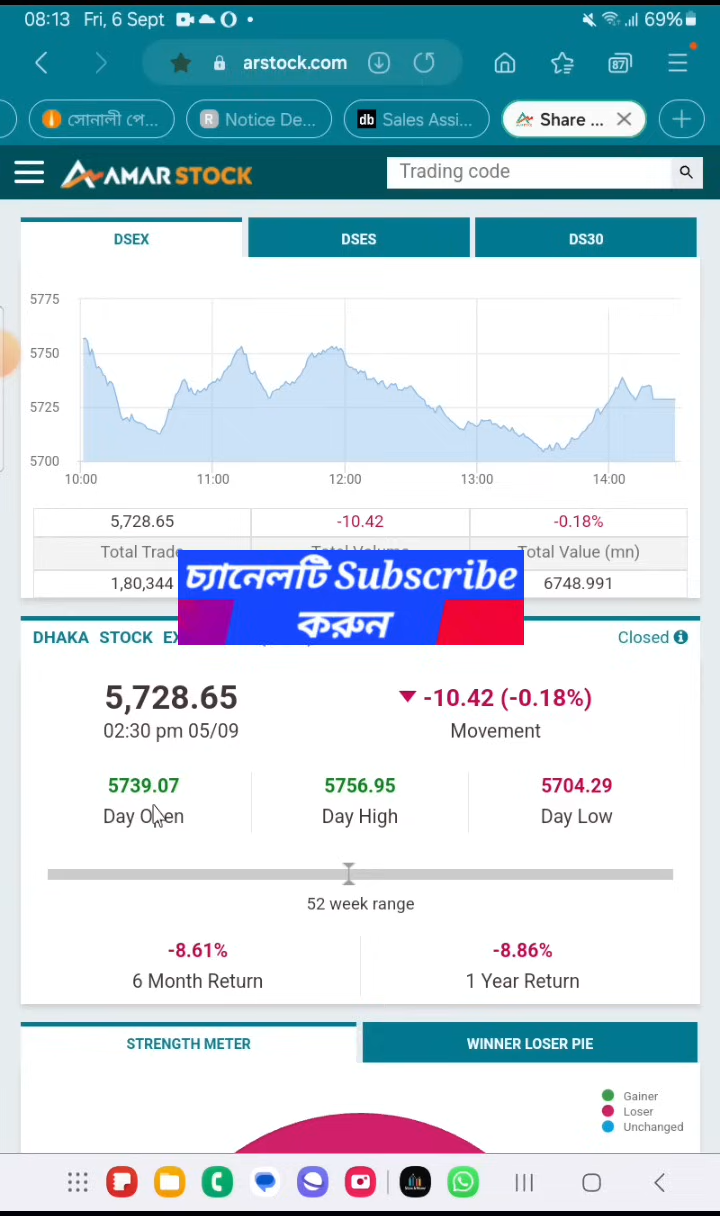 08:13 Fri, 6 Sept
69%
arstock.com
87
সোনালী পে...
Notice De...
Sales Assi...
Share ...
AMAR STOCK
Trading code
DSEX
DSES
DS30
5775
5750
5725
5700
10:00
11:00
12:00
13:00
14:00
5,728.65
-10.42
-0.18%
Total Trade
Total Volume
Total Value (mn)
1,80,344
6748.991
চ্যানেলটি Subscribe
করুন
DHAKA STOCK
Closed
5,728.65
-10.42 (-0.18%)
02:30 pm 05/09
Movement
5739.07
5756.95
5704.29
Day Open
Day High
Day Low
52 week range
-8.61%
-8.86%
6 Month Return
1 Year Return
STRENGTH METER
WINNER LOSER PIE
Gainer
Loser
Unchanged